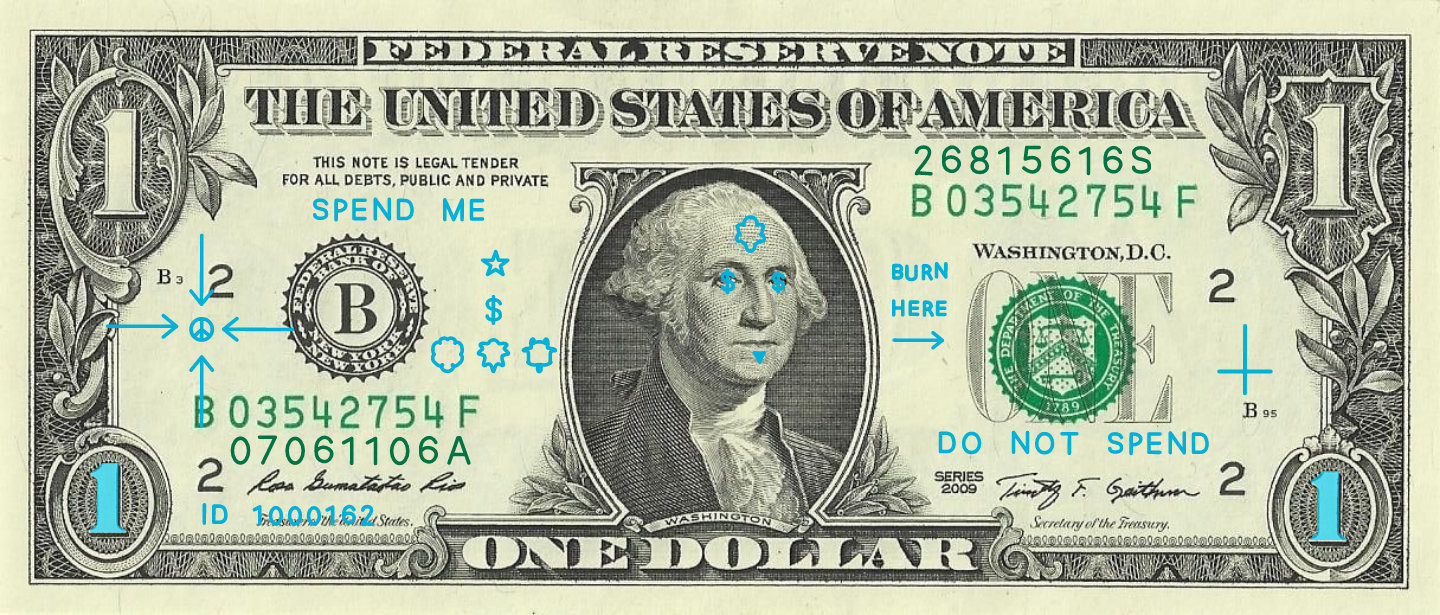 FEDERAL RESERVE NOTE
THE UNITED STATES OF AMERICA
1
1
THIS NOTE IS LEGAL TENDER
FOR ALL DEBTS, PUBLIC AND PRIVATE
SPEND ME
26815616S
B 03542754 F
WASHINGTON, D.C.
B 3
2
FEDERAL RESERVE BANK OF NEW YORK NEW YORK
B
$
$ $
BURN
HERE
ONE
THE DEPARTMENT OF THE TREASURY
1789
2
B 95
B 03542754 F
07061106A
DO NOT SPEND
2
Rosa Gumataotao Rios
ID 1000162
Treasurer of the United States.
SERIES
2009
Timothy F. Geithner
2
Secretary of the Treasury.
WASHINGTON
1
ONE DOLLAR
1